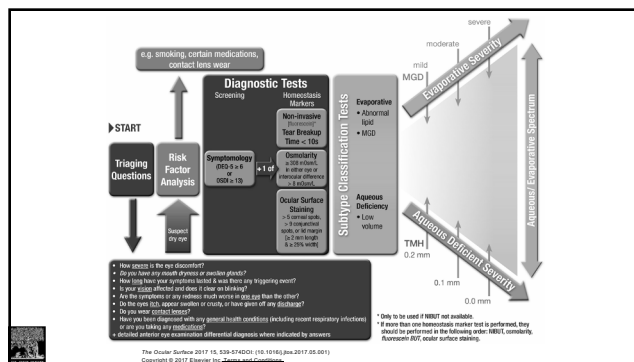 e.g. smoking, certain medications,
contact lens wear
START
Triaging
Questions
Risk
Factor
Analysis
Suspect
dry eye
Diagnostic Tests
Screening
Homeostasis
Markers
Symptomology
(DEQ-5 ≥ 6
or
OSDI ≥ 13)
+1 of
Non-invasive
(fluorescein)*
Tear Breakup
Time < 10s
Osmolarity
≥ 308 mOsm/L
in either eye or
interocular difference
> 8 mOsm/L
Ocular Surface
Staining
> 5 corneal spots,
> 9 conjunctival
spots, or lid margin
[≥ 2 mm length
& ≥ 25% width]
Subtype Classification Tests
Evaporative
• Abnormal
lipid
• MGD
Aqueous
Deficiency
• Low
volume
severe
moderate
mild
MGD
Evaporative Severity
Aqueous/ Evaporative Spectrum
TMH
0.2 mm
0.1 mm
0.0 mm
Aqueous Deficient Severity
• How severe is the eye discomfort?
• Do you have any mouth dryness or swollen glands?
• How long have your symptoms lasted & was there any triggering event?
• Is your vision affected and does it clear on blinking?
• Are the symptoms or any redness much worse in one eye than the other?
• Do the eyes itch, appear swollen or crusty, or have given off any discharge?
• Do you wear contact lenses?
• Have you been diagnosed with any general health conditions (including recent respiratory infections)
or are you taking any medications?
+ detailed anterior eye examination differential diagnosis where indicated by answers
* Only to be used if NIBUT not available.
* If more than one homeostasis marker test is performed, they
should be performed in the following order: NIBUT, osmolarity,
fluorescein BUT, ocular surface staining.
The Ocular Surface 2017 15, 539-574DOI: (10.1016/j.jtos.2017.05.001)
Copyright © 2017 Elsevier Inc Terms and Conditions